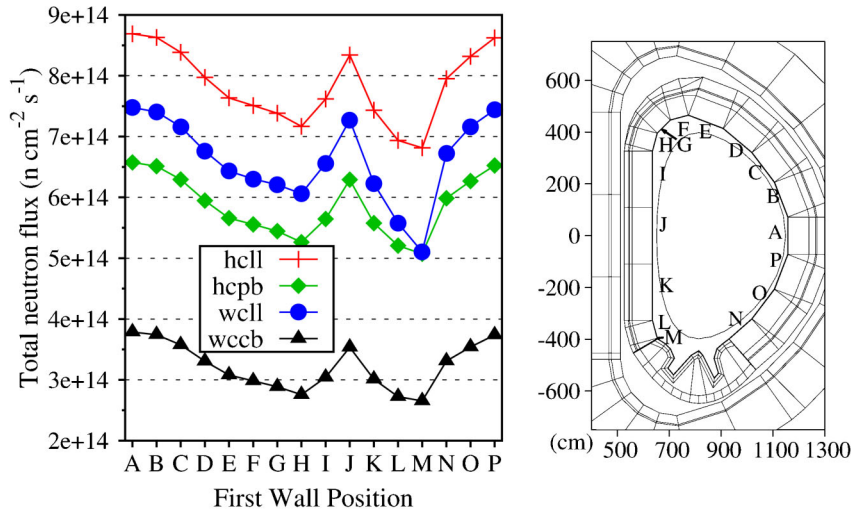 Total neutron flux (n cm⁻² s⁻¹)
9e+14
8e+14
7e+14
6e+14
5e+14
4e+14
3e+14
2e+14
hcll
hcpb
wcll
wccb
A B C D E F G H I J K L M N O P
First Wall Position
600
400
200
0
-200
-400
-600
(cm)
500 700 900 1100 1300
F E
H G D
I C
B
J A
P
K O
L N
M